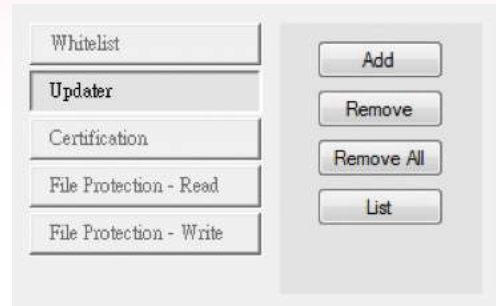 Whitelist
Updater
Certification
File Protection - Read
File Protection - Write
Add
Remove
Remove All
List